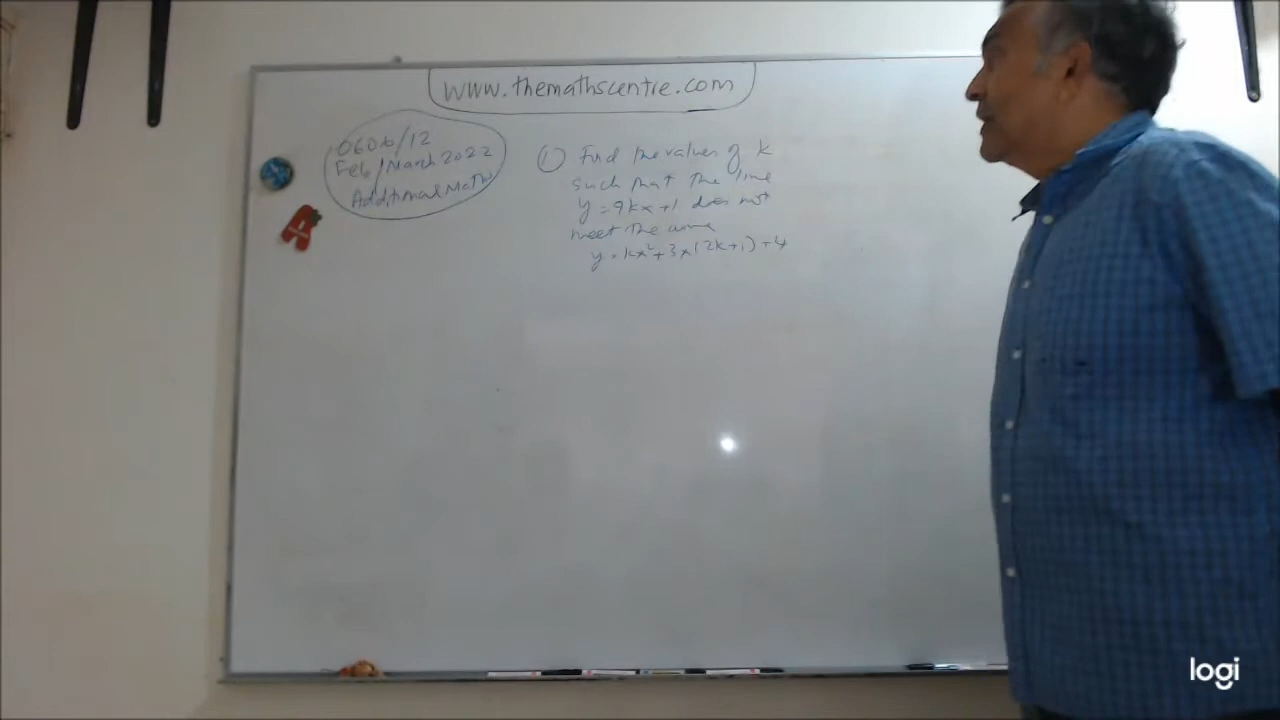 www.themathscentre.com
0606/12
Feb/March 2022
Additional Maths
① Find the values of k
such that the line
y = 9kx+1 does not
meet the curve
y = kx²+3x(2k+1)+4
logi